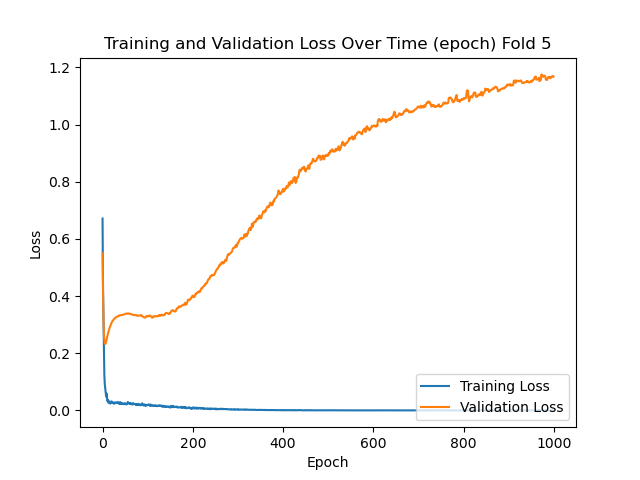 Training and Validation Loss Over Time (epoch) Fold 5
Loss
1.2
1.0
0.8
0.6
0.4
0.2
0.0
Training Loss
Validation Loss
0 200 400 600 800 1000
Epoch